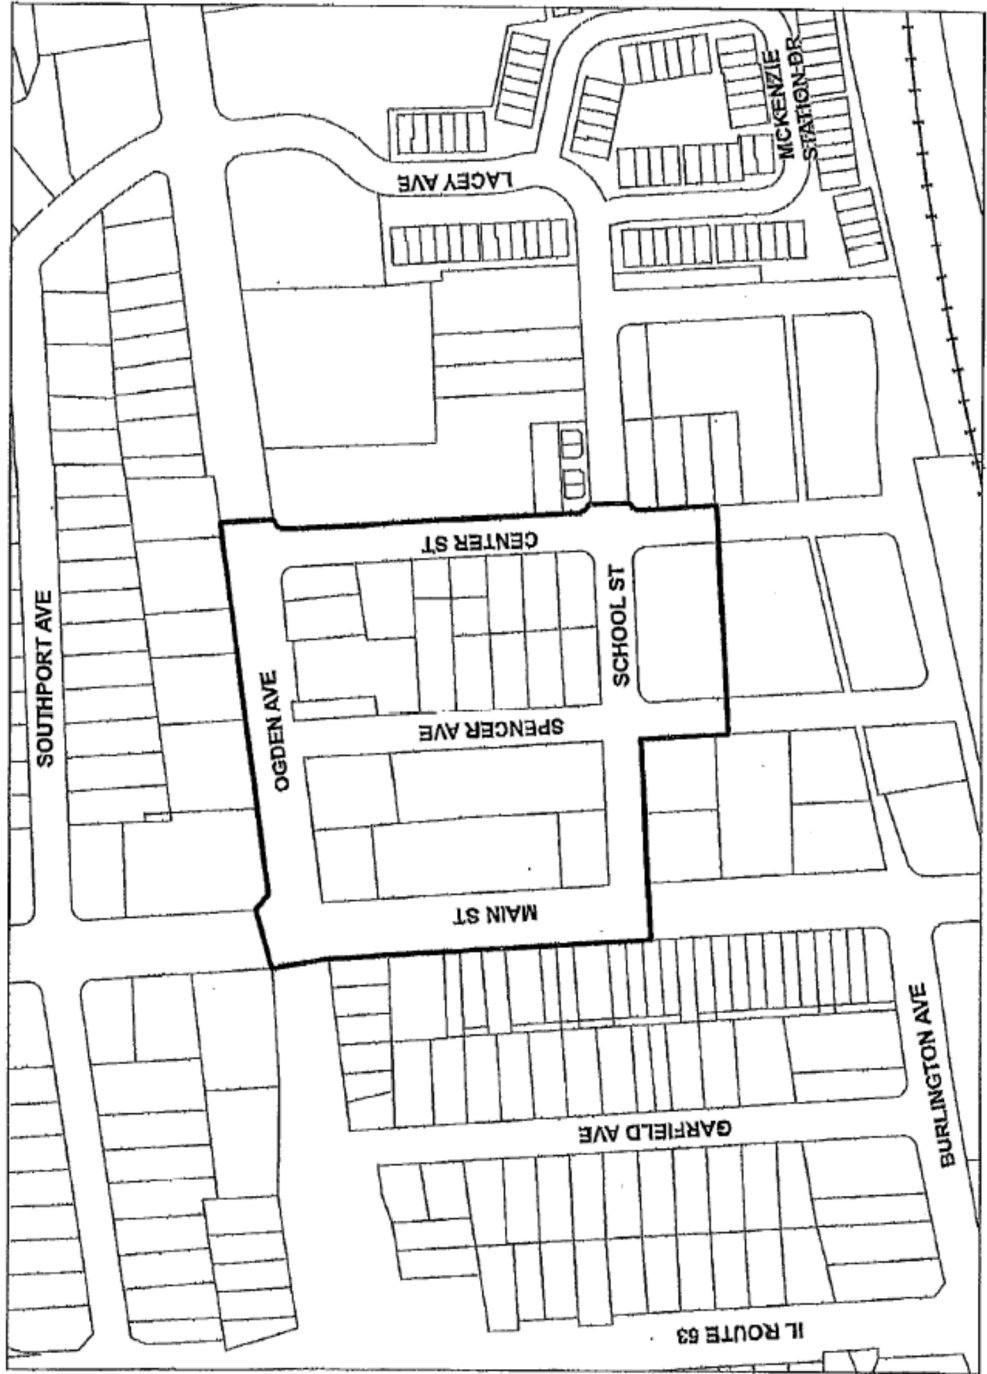 MCKENZIE
STATION DR
LACEY AVE
CENTER ST
SOUTHPORT AVE
SCHOOL ST
OGDEN AVE
SPENCER AVE
MAIN ST
BURLINGTON AVE
GARFIELD AVE
IL ROUTE 53